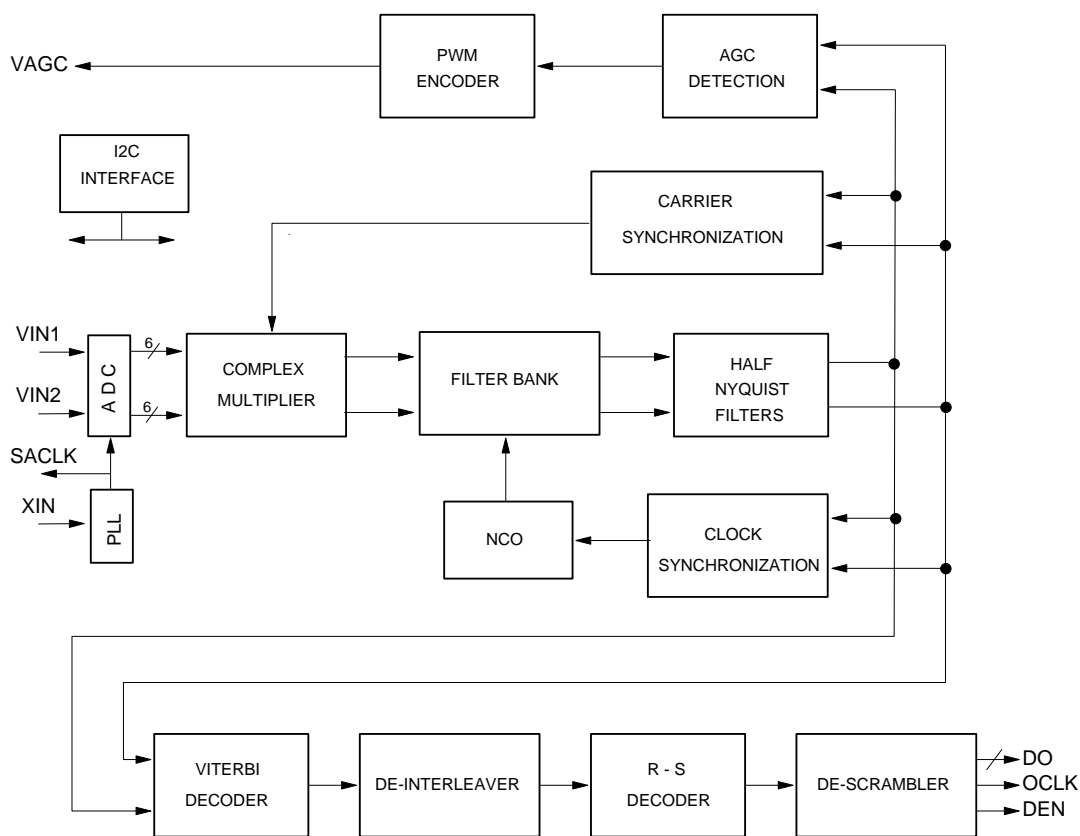 VAGC
PWM
ENCODER
AGC
DETECTION
I2C
INTERFACE
CARRIER
SYNCHRONIZATION
VIN1
VIN2
SACLK
XIN
ADC
PLL
6
6
COMPLEX
MULTIPLIER
FILTER BANK
HALF
NYQUIST
FILTERS
NCO
CLOCK
SYNCHRONIZATION
VITERBI
DECODER
DE-INTERLEAVER
R - S
DECODER
DE-SCRAMBLER
DO
OCLK
DEN